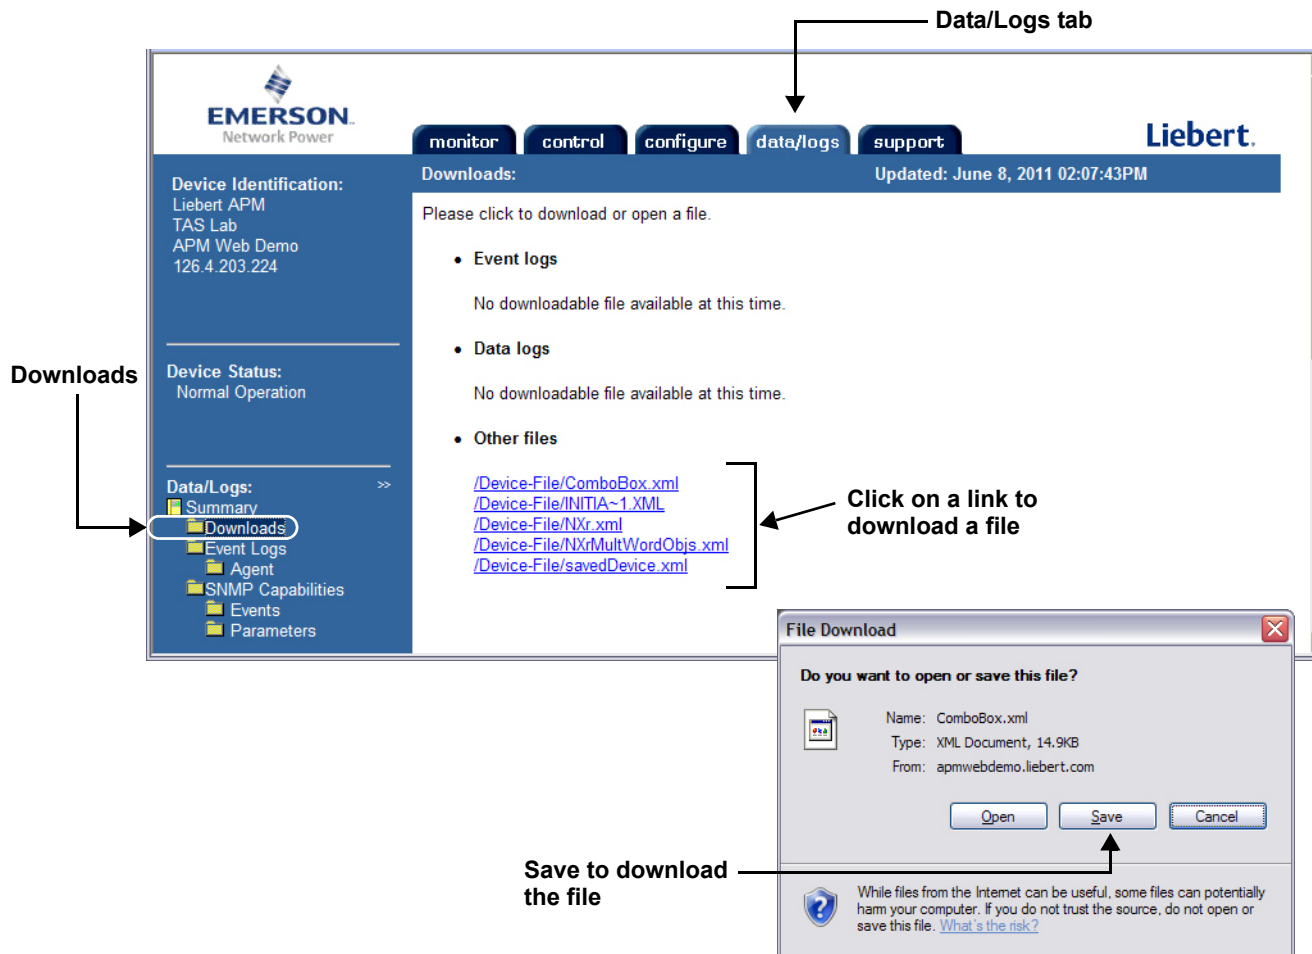 Data/Logs tab
EMERSON.
Network Power
monitor control configure data/logs support
Liebert.
Device Identification:
Liebert APM
TAS Lab
APM Web Demo
126.4.203.224
Downloads: Updated: June 8, 2011 02:07:43PM
Please click to download or open a file.
• Event logs
No downloadable file available at this time.
• Data logs
No downloadable file available at this time.
• Other files
/Device-File/ComboBox.xml
/Device-File/INITIA~1.XML
/Device-File/NXr.xml
/Device-File/NXrMultWordObjs.xml
/Device-File/savedDevice.xml
Click on a link to
download a file
Downloads
Device Status:
Normal Operation
Data/Logs: >>
Summary
Downloads
Event Logs
Agent
SNMP Capabilities
Events
Parameters
File Download
Do you want to open or save this file?
Name: ComboBox.xml
Type: XML Document, 14.9KB
From: apmwebdemo.liebert.com
Open Save Cancel
Save to download
the file
While files from the Internet can be useful, some files can potentially
harm your computer. If you do not trust the source, do not open or
save this file. What's the risk?